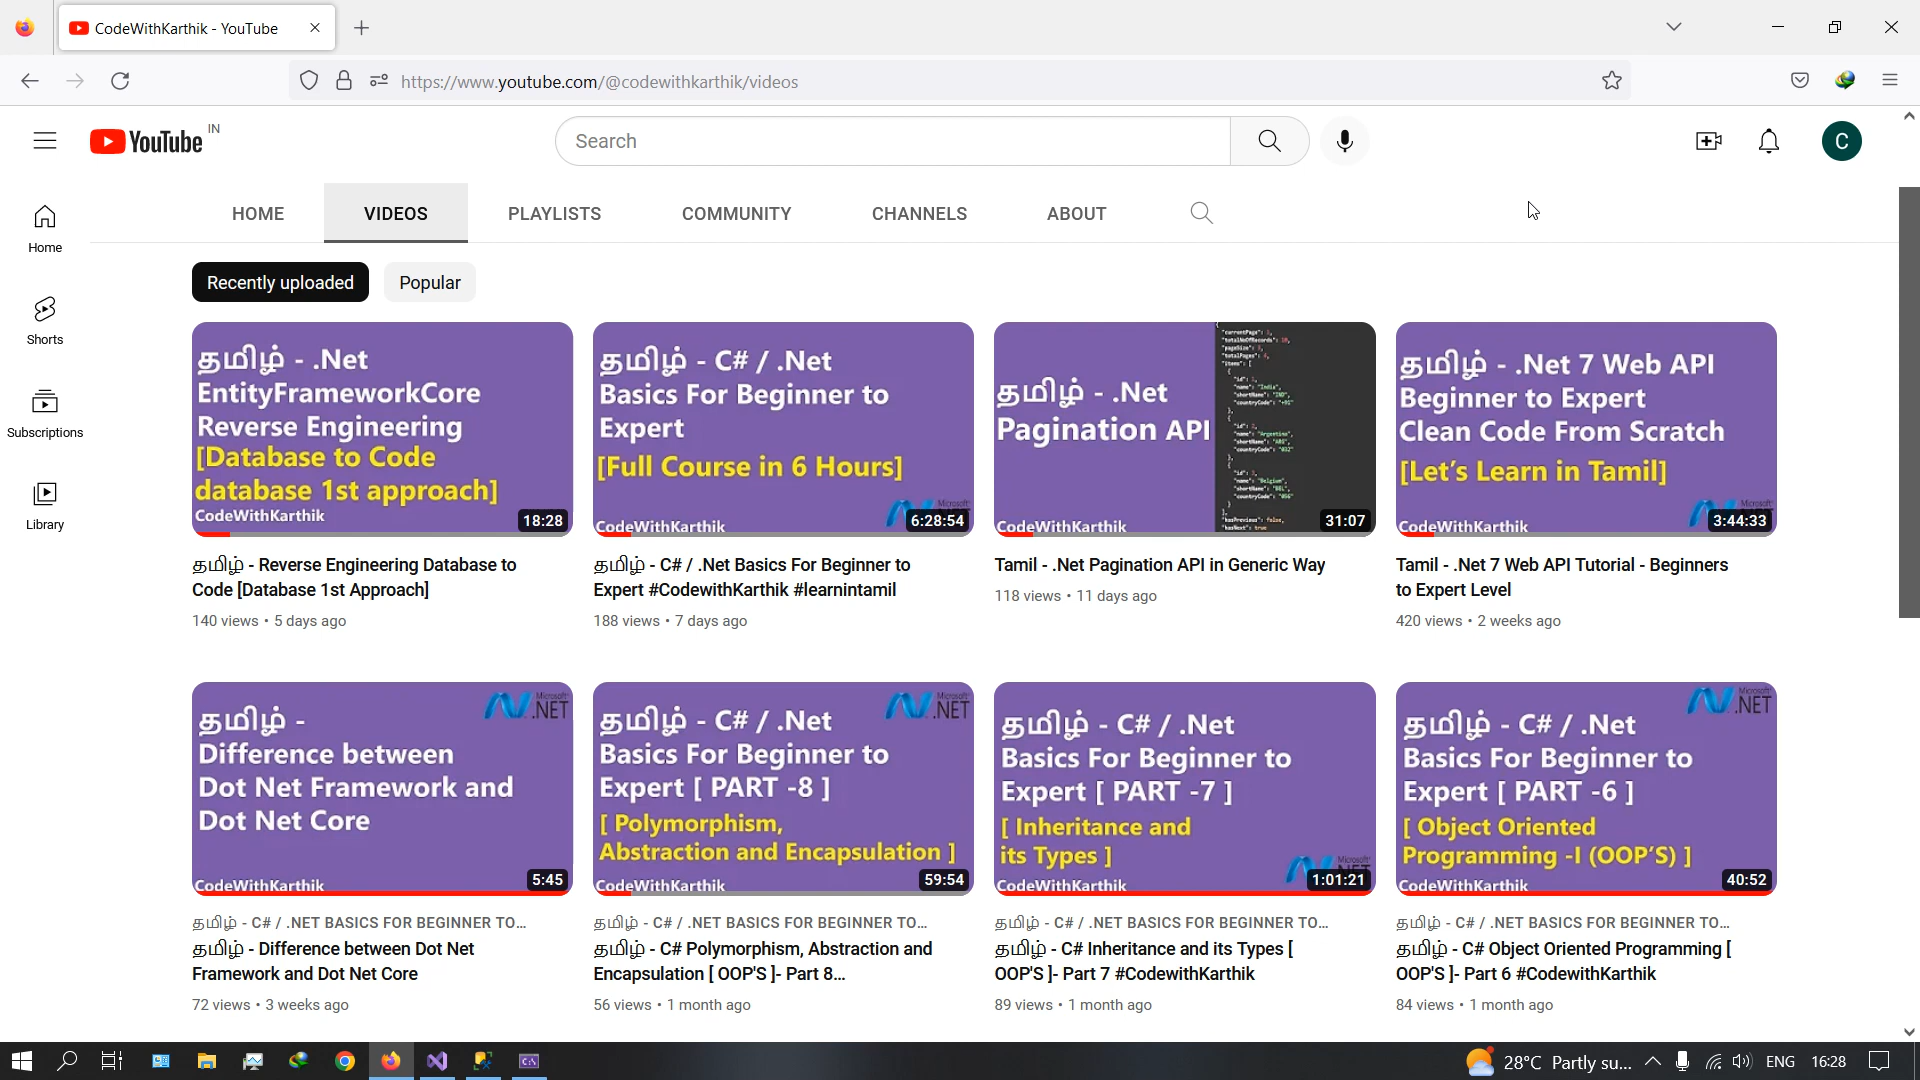 CodeWithKarthik - YouTube
https://www.youtube.com/@codewithkarthik/videos
YouTube IN
Search
C
HOME VIDEOS PLAYLISTS COMMUNITY CHANNELS ABOUT
Home
Shorts
Subscriptions
Library
Recently uploaded Popular
தமிழ் - .Net
EntityFrameworkCore
Reverse Engineering
[Database to Code
database 1st approach]
CodeWithKarthik
18:28
தமிழ் - Reverse Engineering Database to
Code [Database 1st Approach]
140 views • 5 days ago
தமிழ் - C# / .Net
Basics For Beginner to
Expert
[Full Course in 6 Hours]
CodeWithKarthik
6:28:54
தமிழ் - C# / .Net Basics For Beginner to
Expert #CodewithKarthik #learnintamil
188 views • 7 days ago
தமிழ் - .Net
Pagination API
CodeWithKarthik
31:07
Tamil - .Net Pagination API in Generic Way
118 views • 11 days ago
தமிழ் - .Net 7 Web API
Beginner to Expert
Clean Code From Scratch
[Let's Learn in Tamil]
CodeWithKarthik
3:44:33
Tamil - .Net 7 Web API Tutorial - Beginners
to Expert Level
420 views • 2 weeks ago
Microsoft
.NET
தமிழ் -
Difference between
Dot Net Framework and
Dot Net Core
CodeWithKarthik
5:45
தமிழ் - C# / .NET BASICS FOR BEGINNER TO...
தமிழ் - Difference between Dot Net
Framework and Dot Net Core
72 views • 3 weeks ago
Microsoft
.NET
தமிழ் - C# / .Net
Basics For Beginner to
Expert [ PART -8 ]
[ Polymorphism,
Abstraction and Encapsulation ]
CodeWithKarthik
59:54
தமிழ் - C# / .NET BASICS FOR BEGINNER TO...
தமிழ் - C# Polymorphism, Abstraction and
Encapsulation [ OOP'S ]- Part 8...
56 views • 1 month ago
தமிழ் - C# / .Net
Basics For Beginner to
Expert [ PART -7 ]
[ Inheritance and
its Types ]
Microsoft
CodeWithKarthik
1:01:21
தமிழ் - C# / .NET BASICS FOR BEGINNER TO...
தமிழ் - C# Inheritance and its Types [
OOP'S ]- Part 7 #CodewithKarthik
89 views • 1 month ago
Microsoft
.NET
தமிழ் - C# / .Net
Basics For Beginner to
Expert [ PART -6 ]
[ Object Oriented
Programming -I (OOP'S) ]
CodeWithKarthik
40:52
தமிழ் - C# / .NET BASICS FOR BEGINNER TO...
தமிழ் - C# Object Oriented Programming [
OOP'S ]- Part 6 #CodewithKarthik
84 views • 1 month ago
28°C Partly su... ENG 16:28